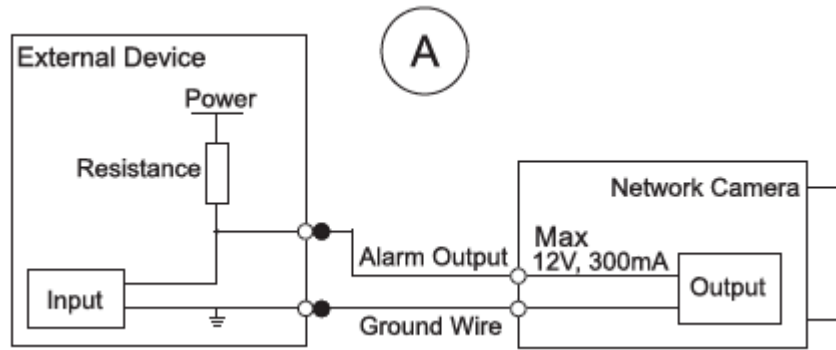 A
External Device
Power
Resistance
Network Camera
Alarm Output
Max
12V, 300mA
Input
Output
Ground Wire